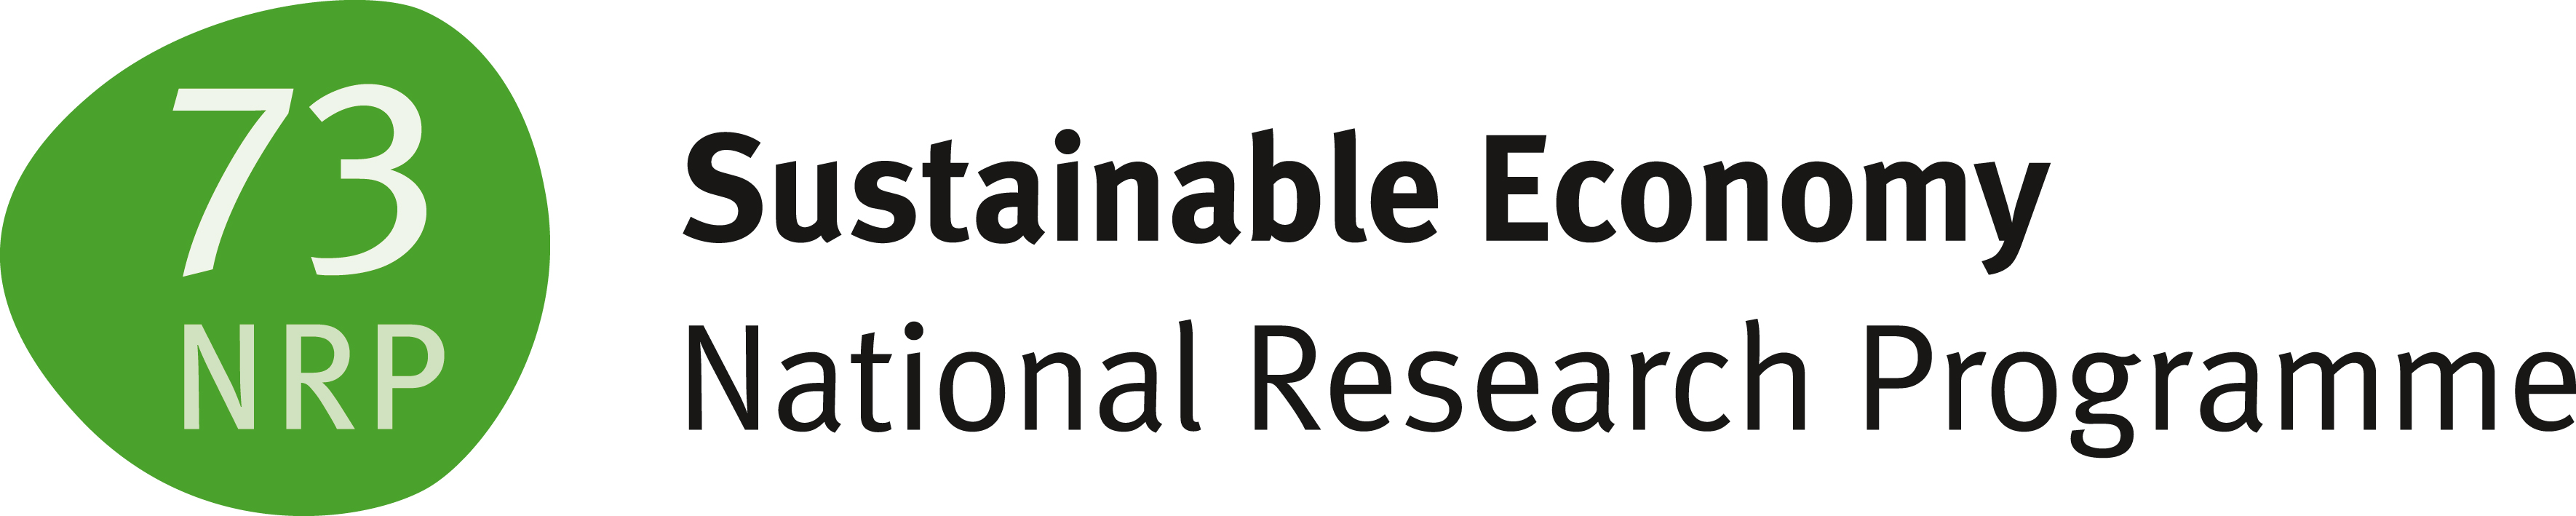 73
NRP
Sustainable Economy
National Research Programme